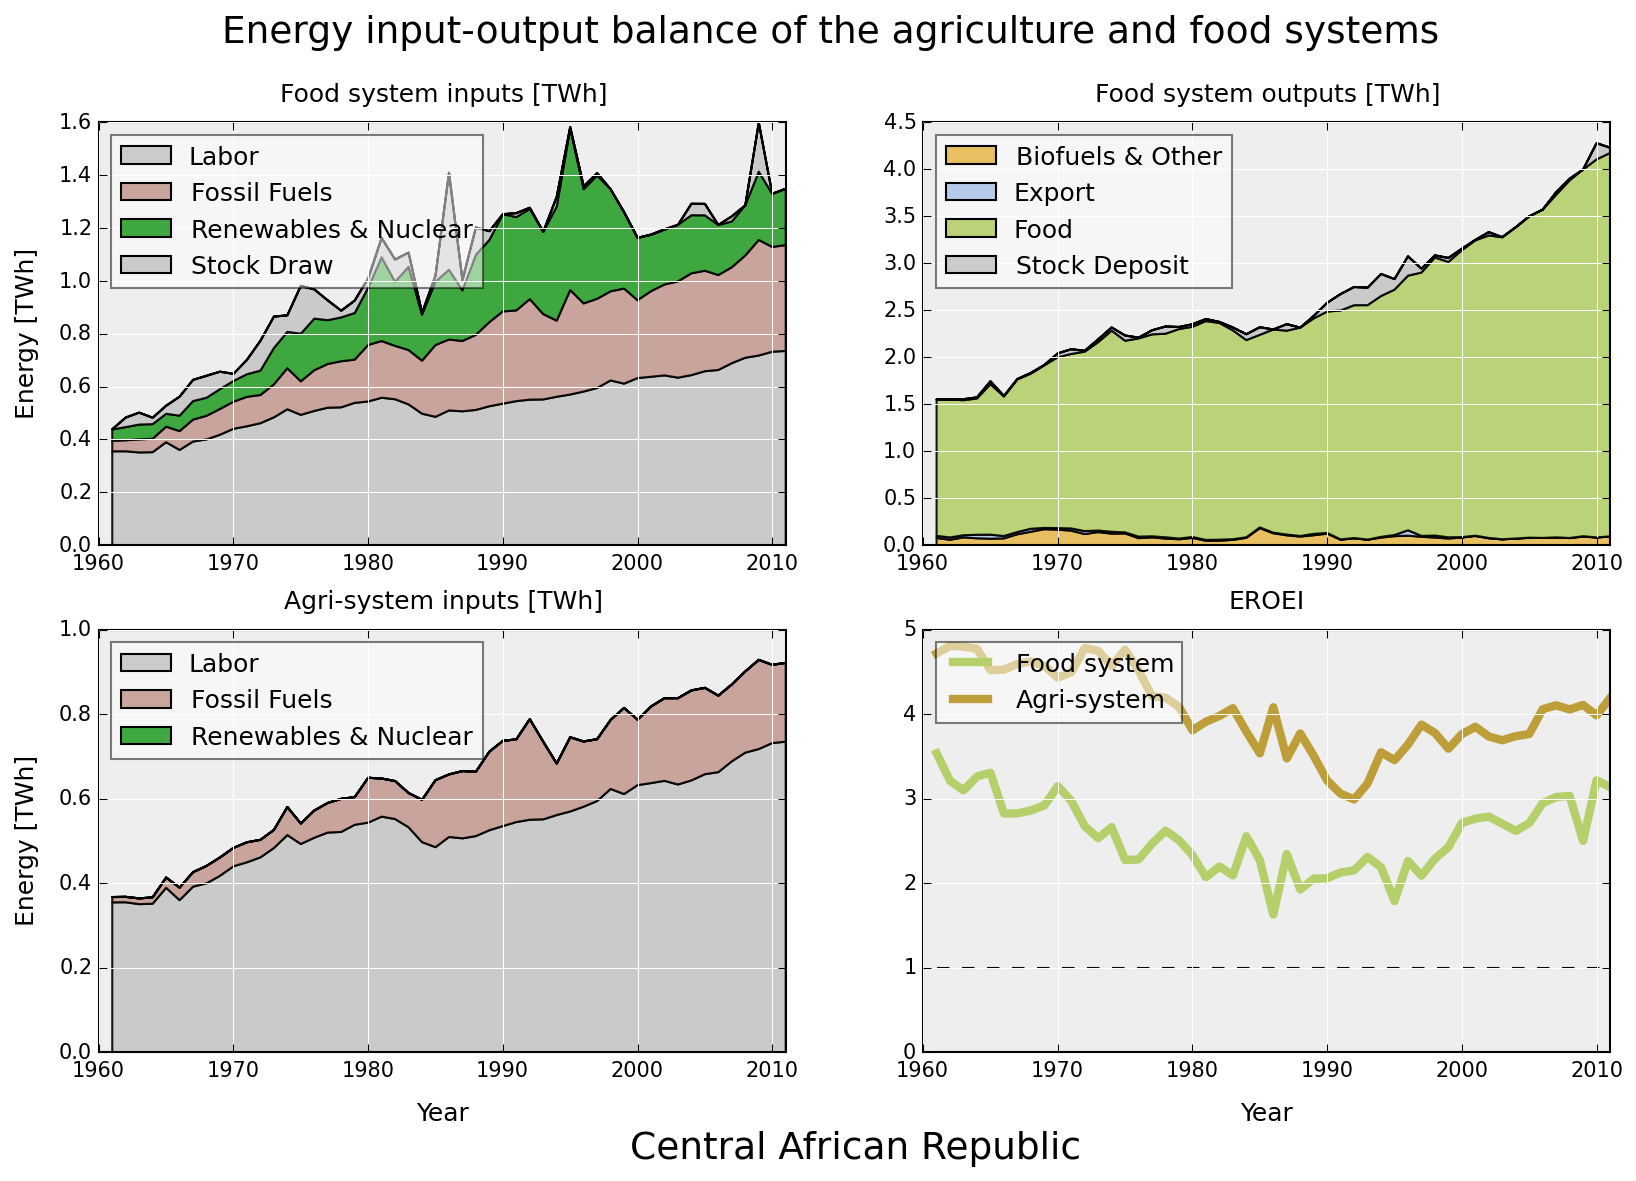 Energy input-output balance of the agriculture and food systems
Food system inputs [TWh]
Energy [TWh]
1.6
1.4
1.2
1.0
0.8
0.6
0.4
0.2
0.0
Labor
Fossil Fuels
Renewables & Nuclear
Stock Draw
1960 1970 1980 1990 2000 2010
Food system outputs [TWh]
4.5
4.0
3.5
3.0
2.5
2.0
1.5
1.0
0.5
0.0
Biofuels & Other
Export
Food
Stock Deposit
1960 1970 1980 1990 2000 2010
Agri-system inputs [TWh]
Energy [TWh]
1.0
0.8
0.6
0.4
0.2
0.0
Labor
Fossil Fuels
Renewables & Nuclear
1960 1970 1980 1990 2000 2010
Year
EROEI
5
4
3
2
1
0
Food system
Agri-system
1960 1970 1980 1990 2000 2010
Year
Central African Republic